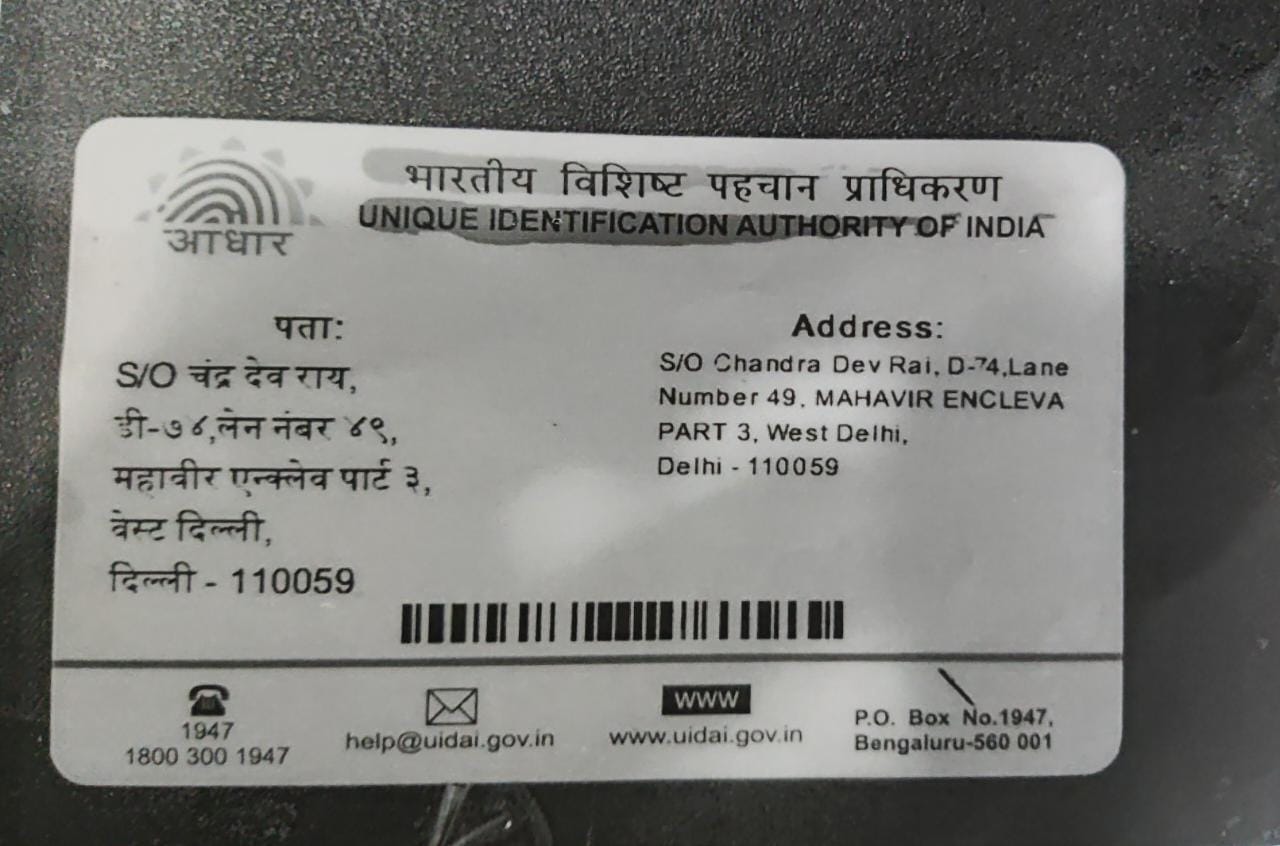 भारतीय विशिष्ट पहचान प्राधिकरण
UNIQUE IDENTIFICATION AUTHORITY OF INDIA
आधार
पता:
S/O चंद्र देव राय,
डी-७४,लेन नंबर ४९,
महावीर एन्क्लेव पार्ट ३,
वेस्ट दिल्ली,
दिल्ली - 110059
Address:
S/O Chandra Dev Rai, D-74,Lane
Number 49, MAHAVIR ENCLEVA
PART 3, West Delhi,
Delhi - 110059
1947
1800 300 1947
help@uidai.gov.in
WWW
www.uidai.gov.in
P.O. Box No.1947,
Bengaluru-560 001